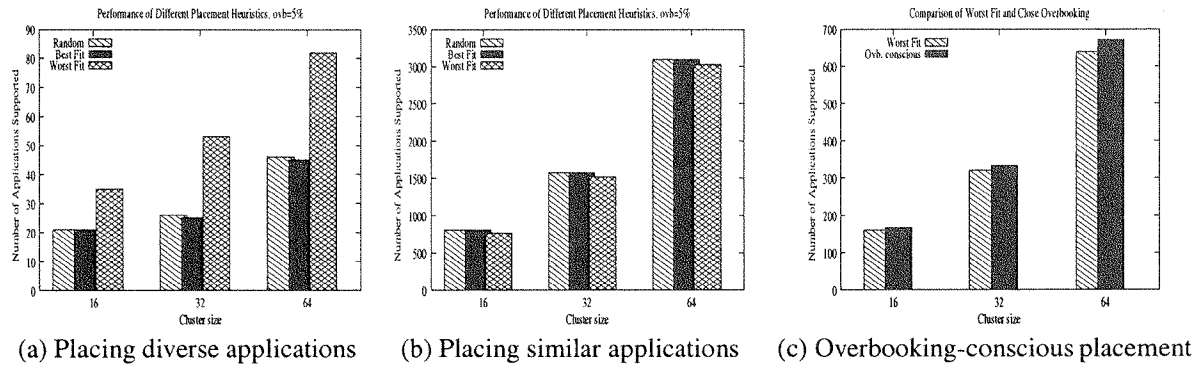 Performance of Different Placement Heuristics, ovb=5%
Number of Applications Supported
90
80
70
60
50
40
30
20
10
0
Random
Best Fit
Worst Fit
16
32
64
Cluster size
(a) Placing diverse applications
Performance of Different Placement Heuristics, ovb=5%
Number of Applications Supported
3500
3000
2500
2000
1500
1000
500
0
Random
Best Fit
Worst Fit
16
32
64
Cluster size
(b) Placing similar applications
Comparison of Worst Fit and Close Overbooking
Number of Applications Supported
700
600
500
400
300
200
100
0
Worst Fit
Ovb. conscious
16
32
64
Cluster size
(c) Overbooking-conscious placement